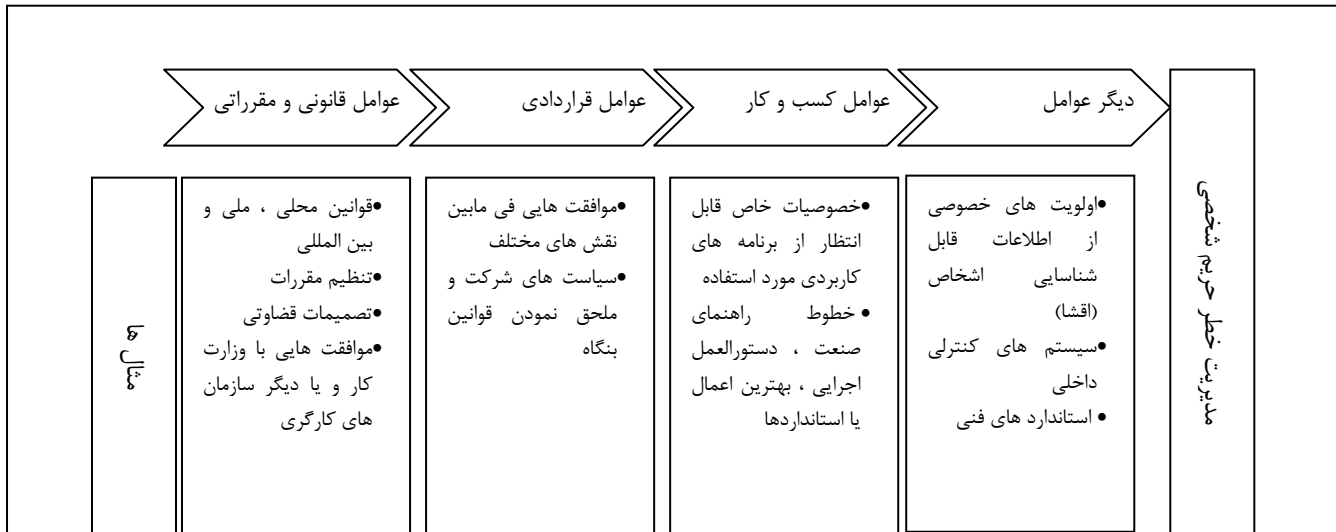 دیگر عوامل
عوامل کسب و کار
عوامل قراردادی
عوامل قانونی و مقرراتی
مدیریت خطر حریم شخصی
•اولویت های خصوصی
از اطلاعات قابل
شناسایی اشخاص
(اقشا)
•سیستم های کنترلی
داخلی
• استاندارد های فنی
•خصوصیات خاص قابل
انتظار از برنامه های
کاربردی مورد استفاده
• خطوط راهنمای
صنعت ، دستورالعمل
اجرایی ، بهترین اعمال
یا استانداردها
•موافقت هایی فی مابین
نقش های مختلف
•سیاست های شرکت و
ملحق نمودن قوانین
بنگاه
•قوانین محلی ، ملی و
بین المللی
•تنظیم مقررات
•تصمیمات قضاوتی
•موافقت هایی با وزارت
کار و یا دیگر سازمان
های کارگری
مثال ها